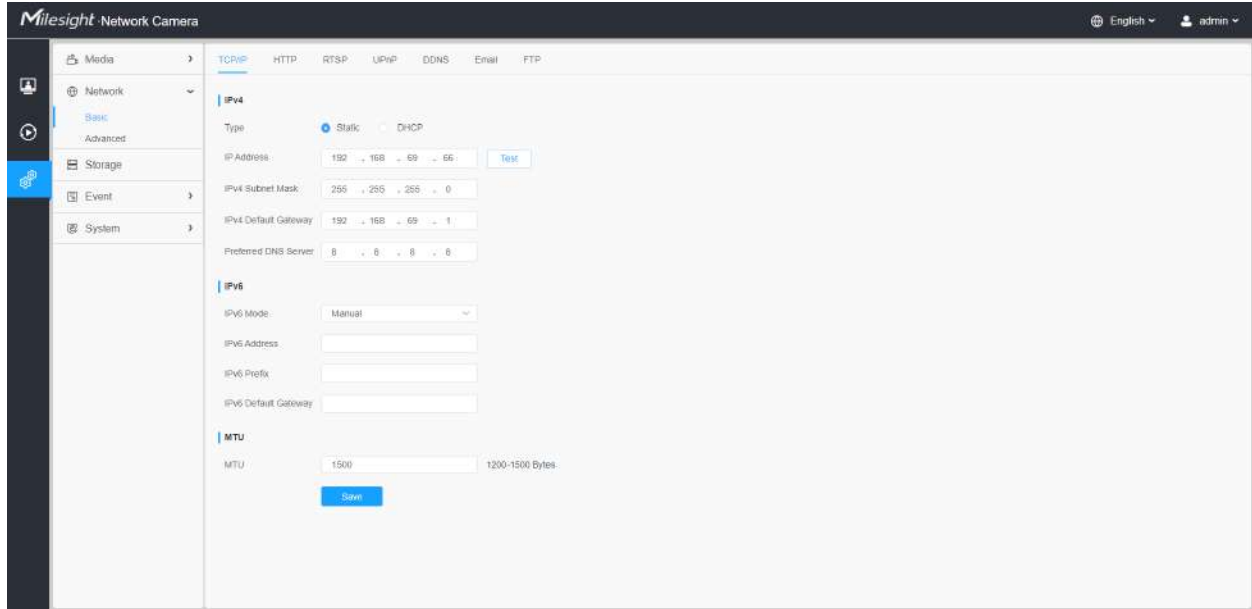 Milesight Network Camera
English
admin
Media
Network
Basic
Advanced
Storage
Event
System
TCP/IP HTTP RTSP UPnP DDNS Email FTP
IPv4
Type Static DHCP
IP Address 192 . 168 . 69 . 66 Test
IPv4 Subnet Mask 255 . 255 . 255 . 0
IPv4 Default Gateway 192 . 168 . 69 . 1
Preferred DNS Server 8 . 8 . 8 . 8
IPv6
IPv6 Mode Manual
IPv6 Address
IPv6 Prefix
IPv6 Default Gateway
MTU
MTU 1500 1200-1500 Bytes
Save